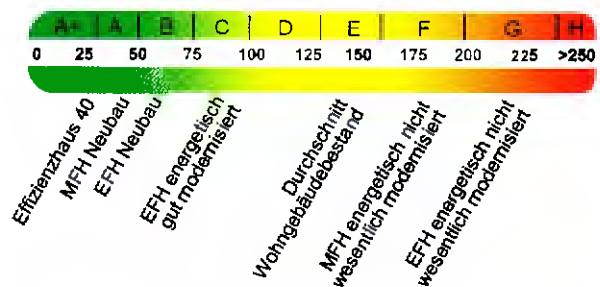 A+ A B C D E F G H
0 25 50 75 100 125 150 175 200 225 >250
Effizienzhaus 40
MFH Neubau
EFH Neubau
EFH energetisch
gut modernisiert
Durchschnitt
Wohngebäudebestand
MFH energetisch nicht
wesentlich modernisiert
EFH energetisch nicht
wesentlich modernisiert